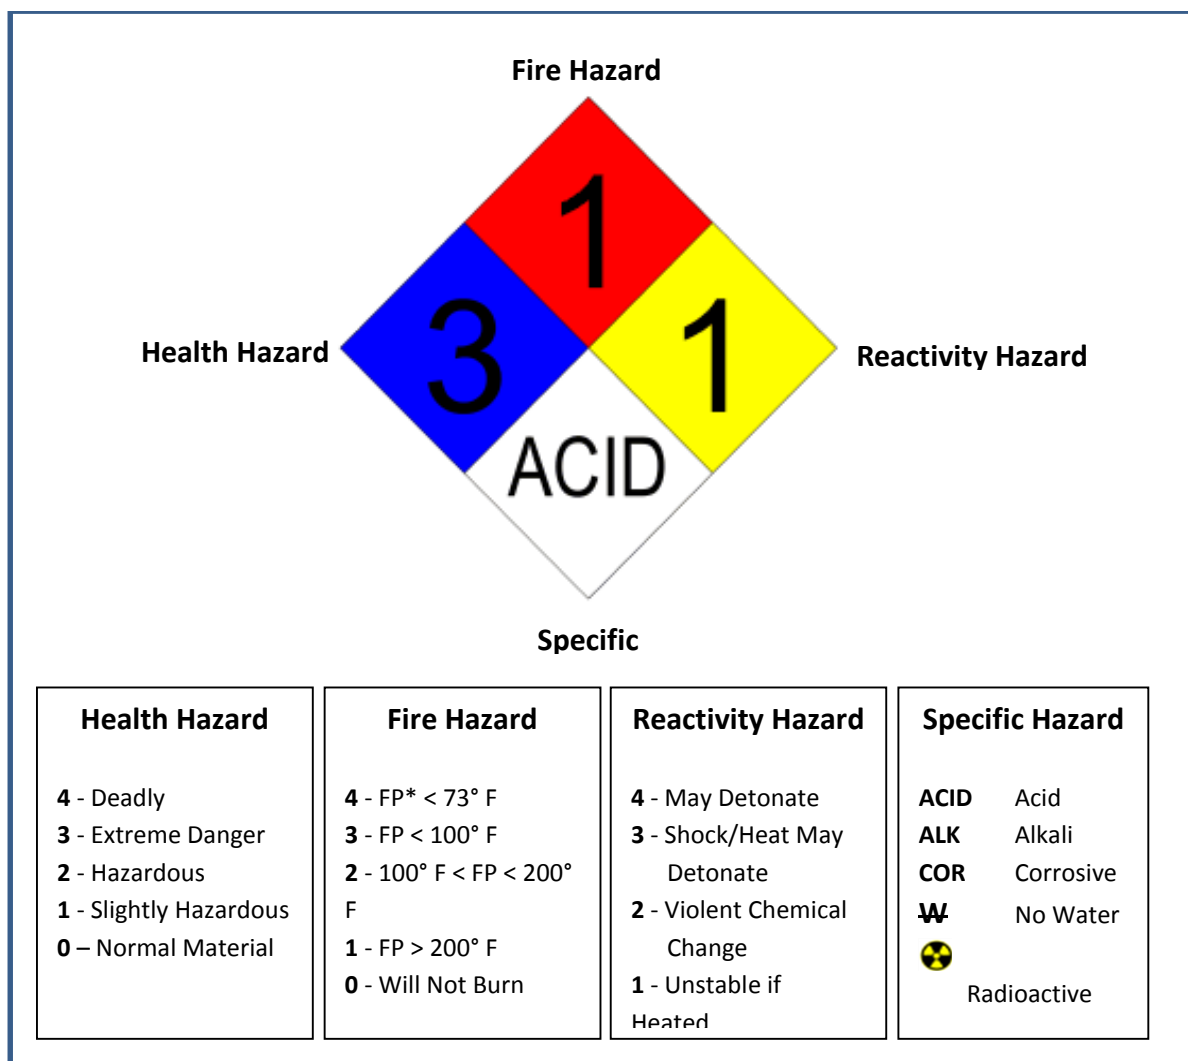 Fire Hazard
1
Health Hazard
3
1
Reactivity Hazard
ACID
Specific
Health Hazard
4 - Deadly
3 - Extreme Danger
2 - Hazardous
1 - Slightly Hazardous
0 – Normal Material
Fire Hazard
4 - FP* < 73° F
3 - FP < 100° F
2 - 100° F < FP < 200°
F
1 - FP > 200° F
0 - Will Not Burn
Reactivity Hazard
4 - May Detonate
3 - Shock/Heat May
Detonate
2 - Violent Chemical
Change
1 - Unstable if
Heated
Specific Hazard
ACID Acid
ALK Alkali
COR Corrosive
W No Water
Radioactive